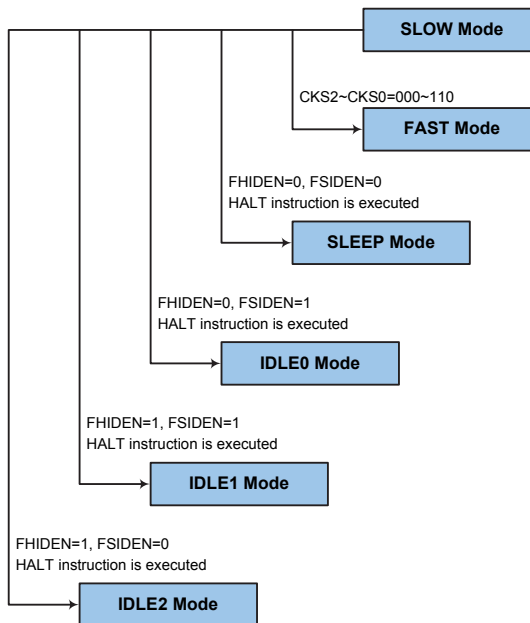 SLOW Mode
CKS2~CKS0=000~110
FAST Mode
FHIDEN=0, FSIDEN=0
HALT instruction is executed
SLEEP Mode
FHIDEN=0, FSIDEN=1
HALT instruction is executed
IDLE0 Mode
FHIDEN=1, FSIDEN=1
HALT instruction is executed
IDLE1 Mode
FHIDEN=1, FSIDEN=0
HALT instruction is executed
IDLE2 Mode